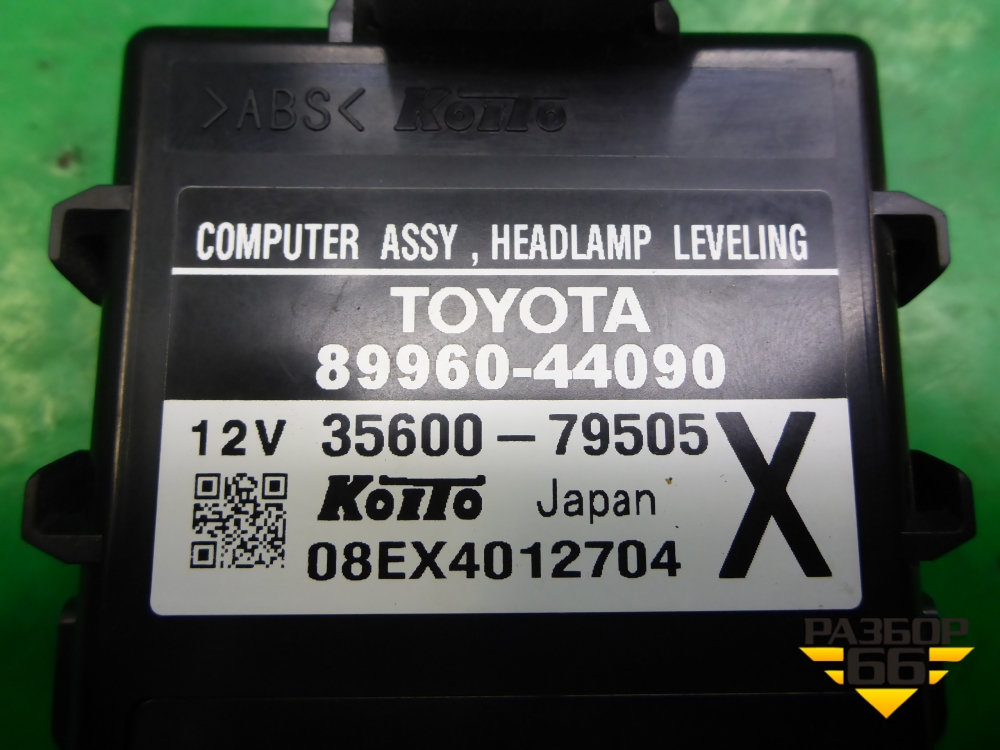 >ABS< KOITO
COMPUTER ASSY , HEADLAMP LEVELING
TOYOTA
89960-44090
12V 35600-79505 X
KOITO Japan
08EX4012704
РАЗБОР
66